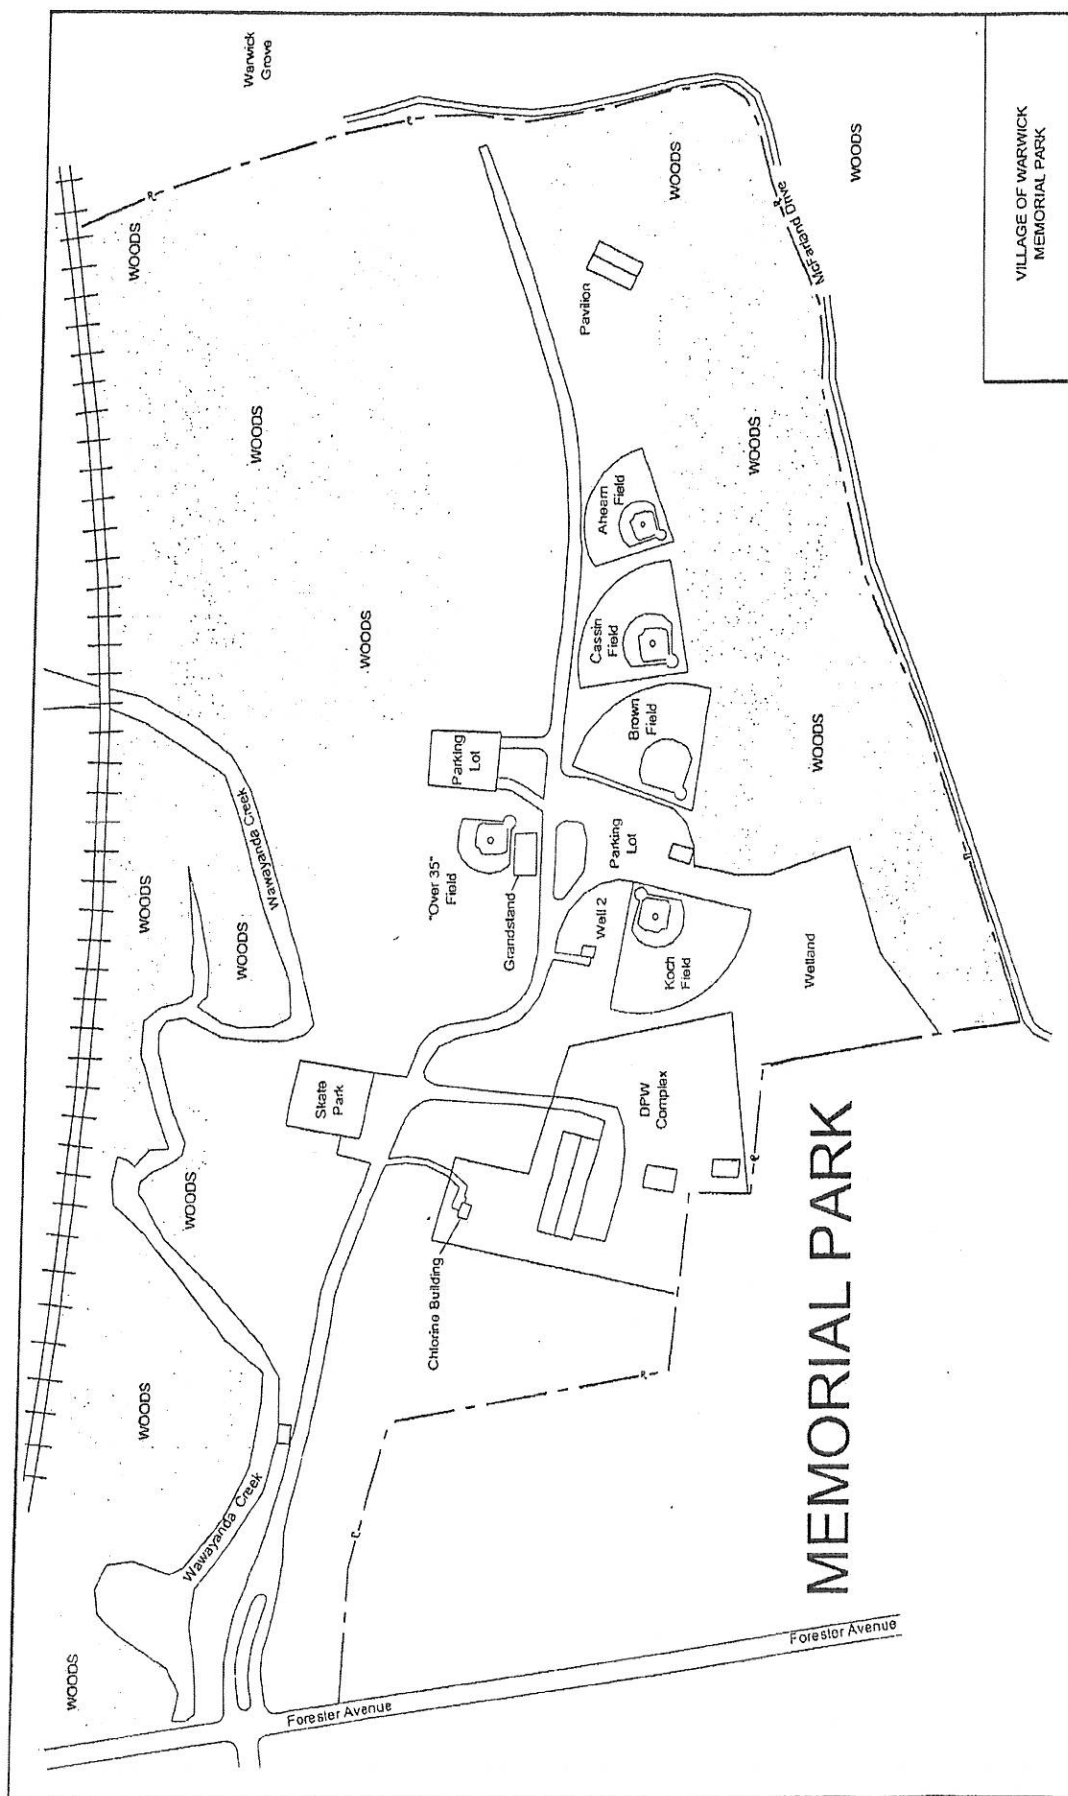 Warwick
Grove
WOODS
WOODS
WOODS
WOODS
WOODS
WOODS
WOODS
WOODS
WOODS
WOODS
WOODS
WOODS
WOODS
Wawayanda Creek
Wawayanda Creek
McFarland Drive
Pavilion
Ahearn
Field
Cassin
Field
Brown
Field
Parking
Lot
Parking
Lot
"Over 35"
Field
Grandstand
Well 2
Koch
Field
Wetland
Skate
Park
DPW
Complex
Chlorine Building
Forester Avenue
Forester Avenue
MEMORIAL PARK
VILLAGE OF WARWICK
MEMORIAL PARK